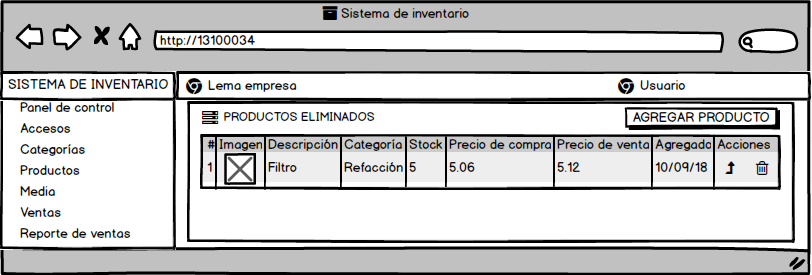 Sistema de inventario
http://13100034
SISTEMA DE INVENTARIO
Lema empresa
Usuario
Panel de control
Accesos
Categorías
Productos
Media
Ventas
Reporte de ventas
PRODUCTOS ELIMINADOS
AGREGAR PRODUCTO
# Imagen Descripción Categoría Stock Precio de compra Precio de venta Agregado Acciones
1 Filtro Refacción 5 5.06 5.12 10/09/18